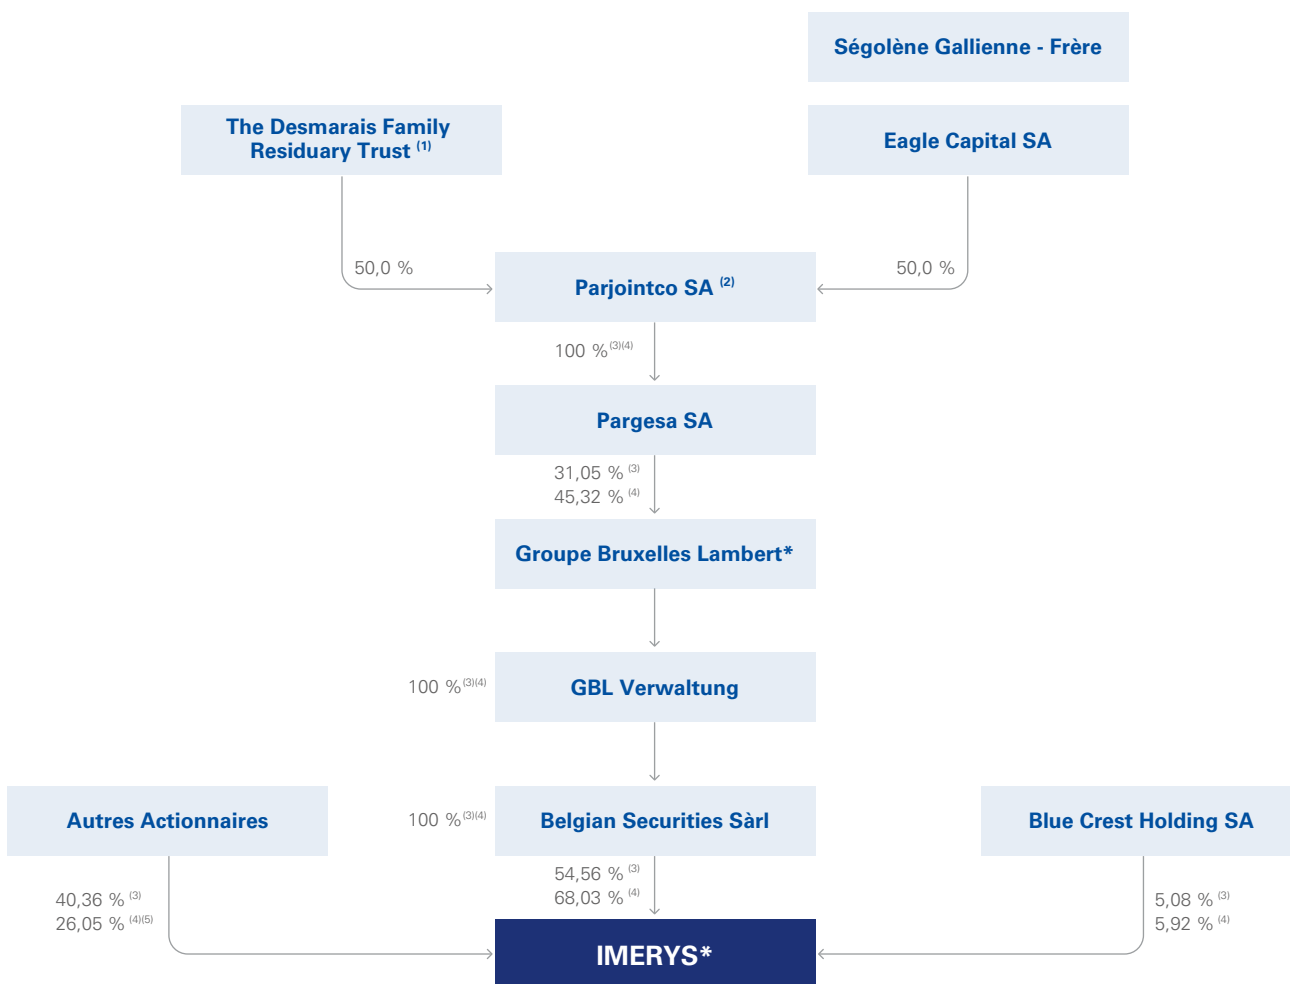 Ségolène Gallienne - Frère
The Desmarais Family
Residuary Trust (1)
Eagle Capital SA
50,0 %
50,0 %
Parjointco SA (2)
100 % (3)(4)
Pargesa SA
31,05 % (3)
45,32 % (4)
Groupe Bruxelles Lambert*
100 % (3)(4)
GBL Verwaltung
Autres Actionnaires
100 % (3)(4)
Belgian Securities Sàrl
Blue Crest Holding SA
54,56 % (3)
68,03 % (4)
40,36 % (3)
26,05 % (4)(5)
5,08 % (3)
5,92 % (4)
IMERYS*